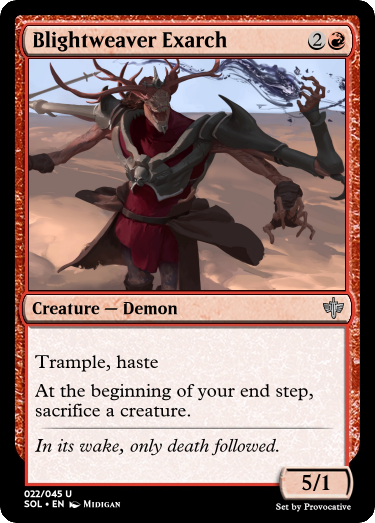 Blightweaver Exarch 2
Creature — Demon
Trample, haste
At the beginning of your end step,
sacrifice a creature.
In its wake, only death followed.
5/1
022/045 U
SOL • EN Midigan
Set by Provocative